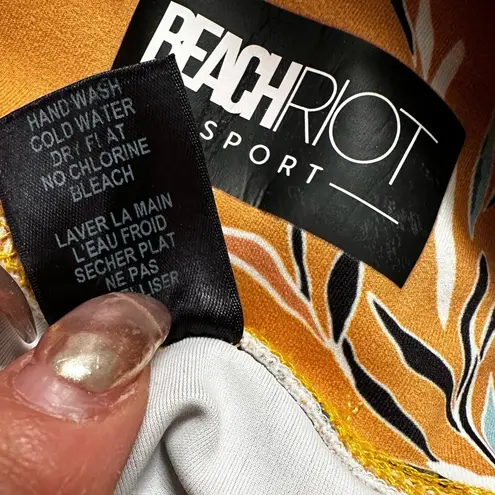 BEACHRIOT
SPORT
HAND WASH
COLD WATER
DRY FLAT
NO CHLORINE
BLEACH
LAVER LA MAIN
L'EAU FROID
SECHER PLAT
NE PAS